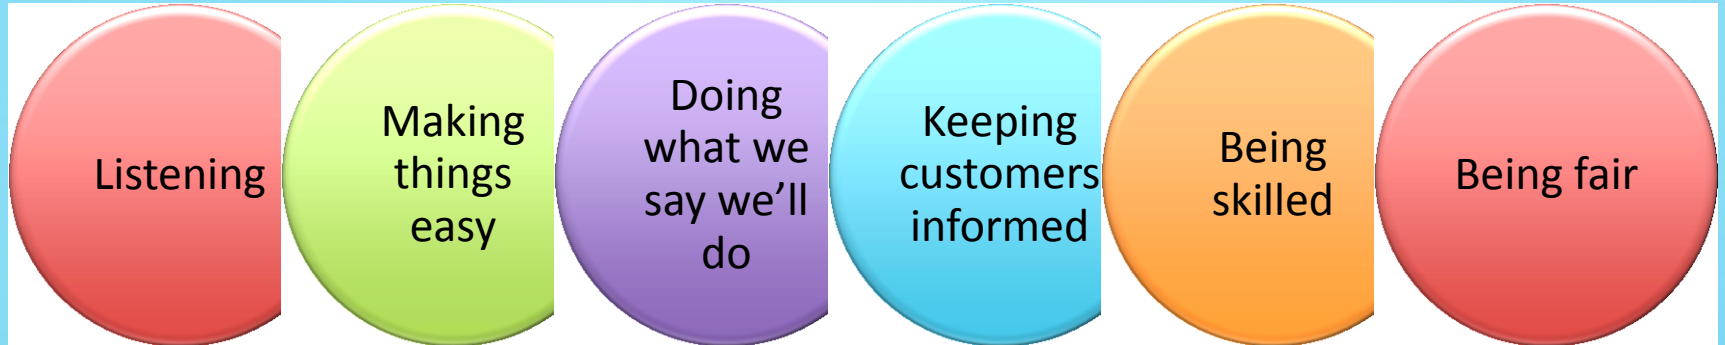 Listening
Making
things
easy
Doing
what we
say we’ll
do
Keeping
customers
informed
Being
skilled
Being fair